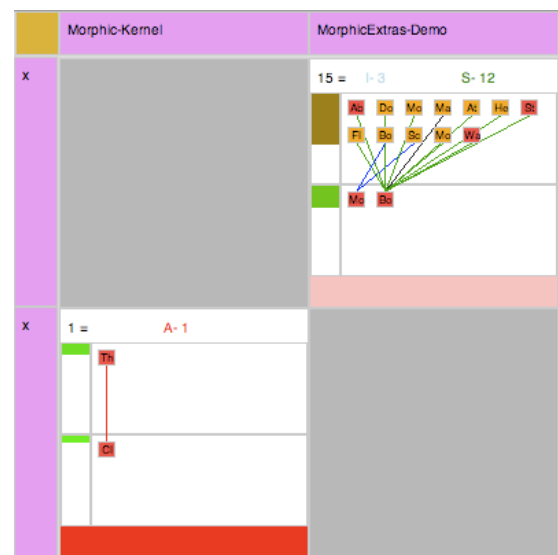 Morphic-Kernel MorphicExtras-Demo
x 15 = I- 3 S- 12
Ab Do Mo Ma At He St
Fl Bo Sc Mo Wa
Mc Bo
x 1 = A- 1
Th
Cl